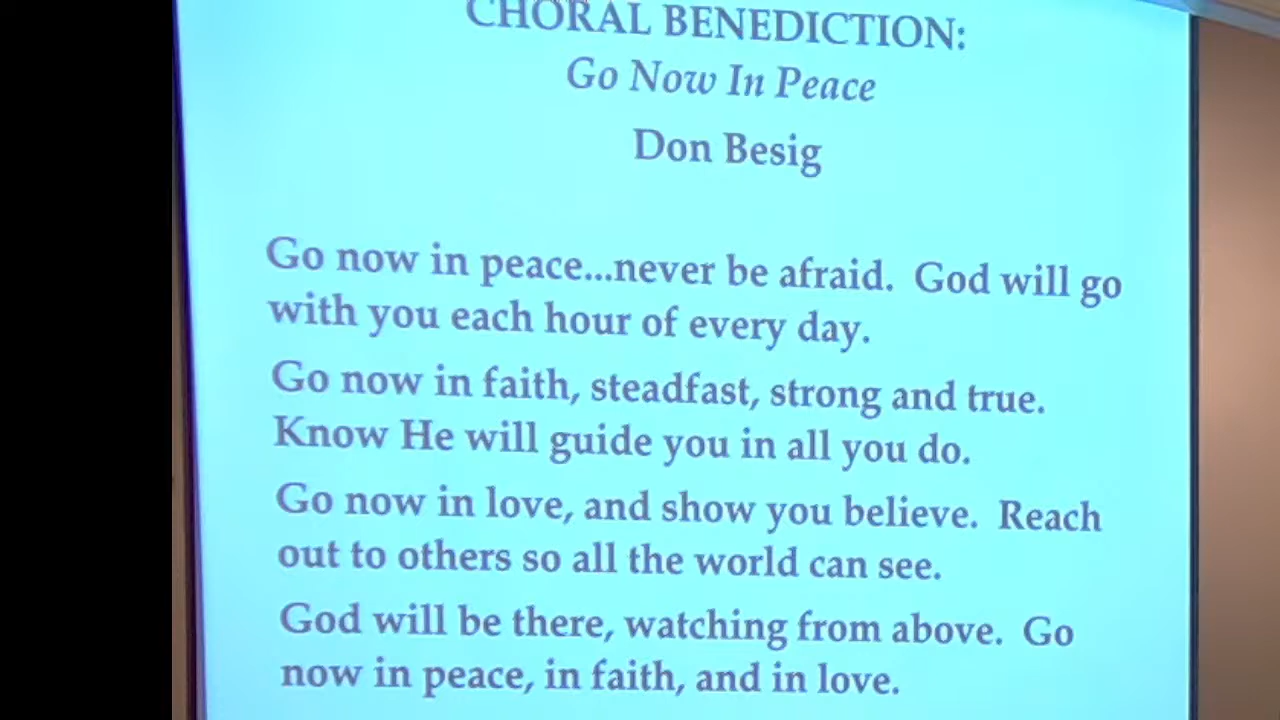 CHORAL BENEDICTION:
Go Now In Peace
Don Besig
Go now in peace...never be afraid.  God will go
with you each hour of every day.
Go now in faith, steadfast, strong and true.
Know He will guide you in all you do.
Go now in love, and show you believe.  Reach
out to others so all the world can see.
God will be there, watching from above.  Go
now in peace, in faith, and in love.